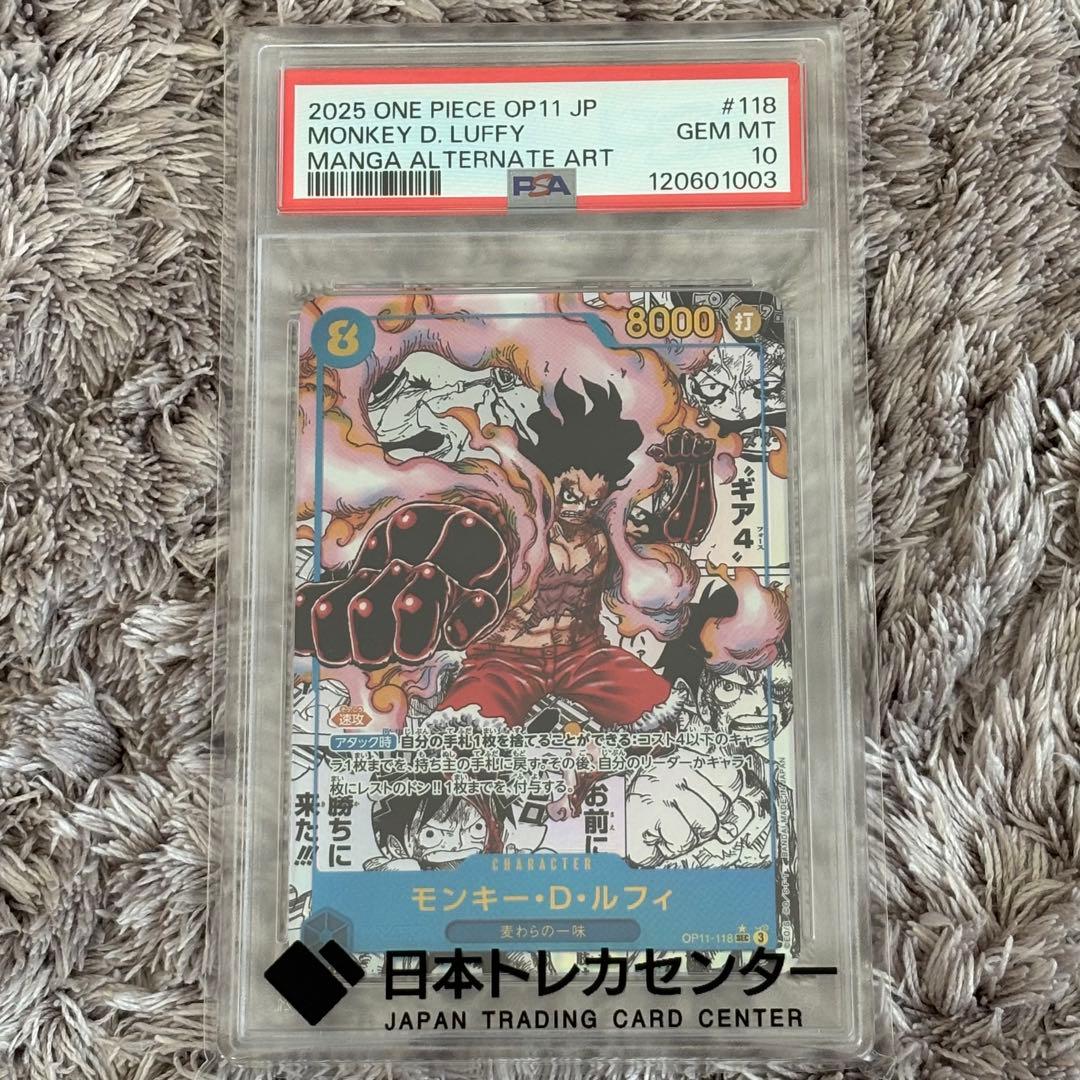 2025 ONE PIECE OP11 JP
#118
MONKEY D. LUFFY
GEM MT
MANGA ALTERNATE ART
10
PSA
120601003
8
8000
打
〝ギア4〟
フォース
速攻
アタック時 自分の手札1枚を捨てることができる:コスト4以下のキャ
ラ1枚までを、持ち主の手札に戻す。その後、自分のリーダーかキャラ1
枚にレストのドン!!1枚までを、付与する。
お前に
勝ちに
来た!!!
CHARACTER
モンキー・D・ルフィ
麦わらの一味
OP11-118 SEC 3
日本トレカセンター
JAPAN TRADING CARD CENTER